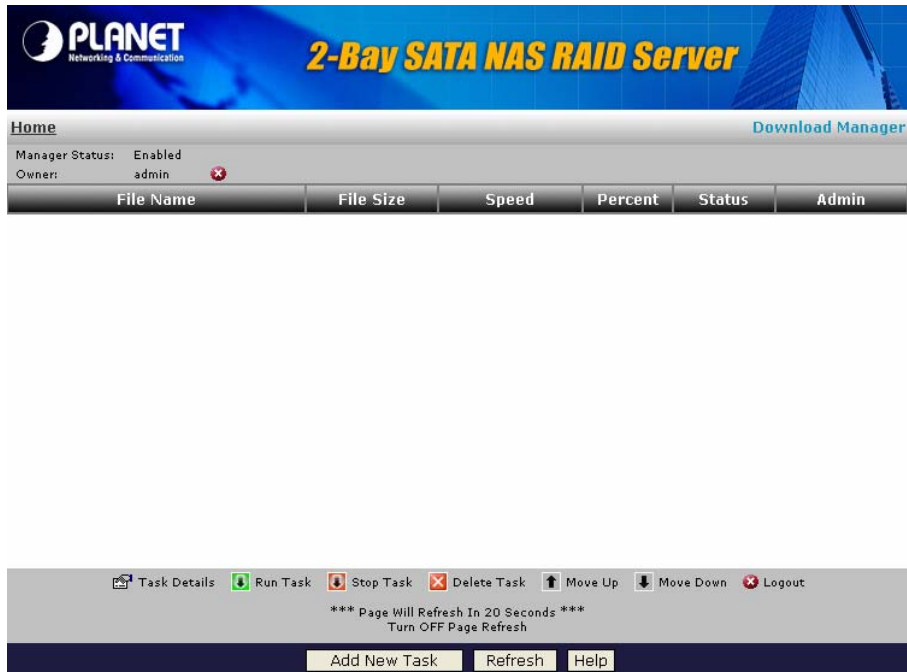 PLANET
Networking & Communication
2-Bay SATA NAS RAID Server
Home Download Manager
Manager Status: Enabled
Owner: admin
File Name File Size Speed Percent Status Admin
Task Details Run Task Stop Task Delete Task Move Up Move Down Logout
*** Page Will Refresh In 20 Seconds ***
Turn OFF Page Refresh
Add New Task Refresh Help